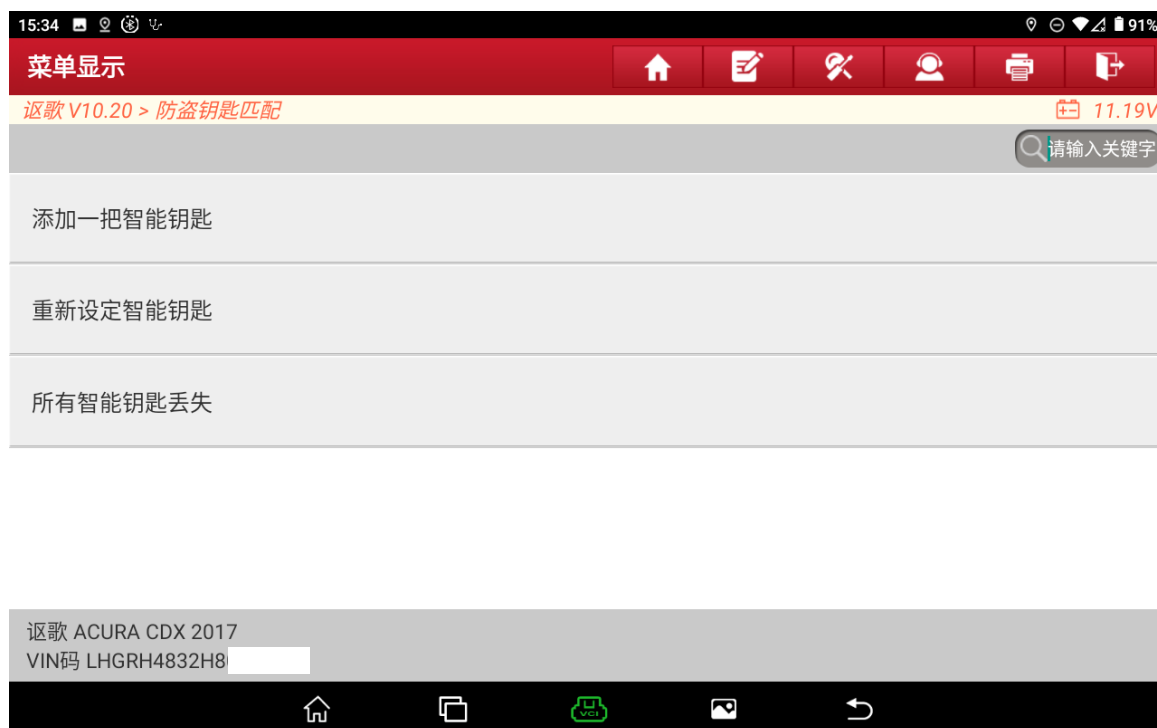 15:34
91%
菜单显示
讴歌 V10.20 > 防盗钥匙匹配
11.19V
请输入关键字
添加一把智能钥匙
重新设定智能钥匙
所有智能钥匙丢失
讴歌 ACURA CDX 2017
VIN码 LHGRH4832H8
VCI